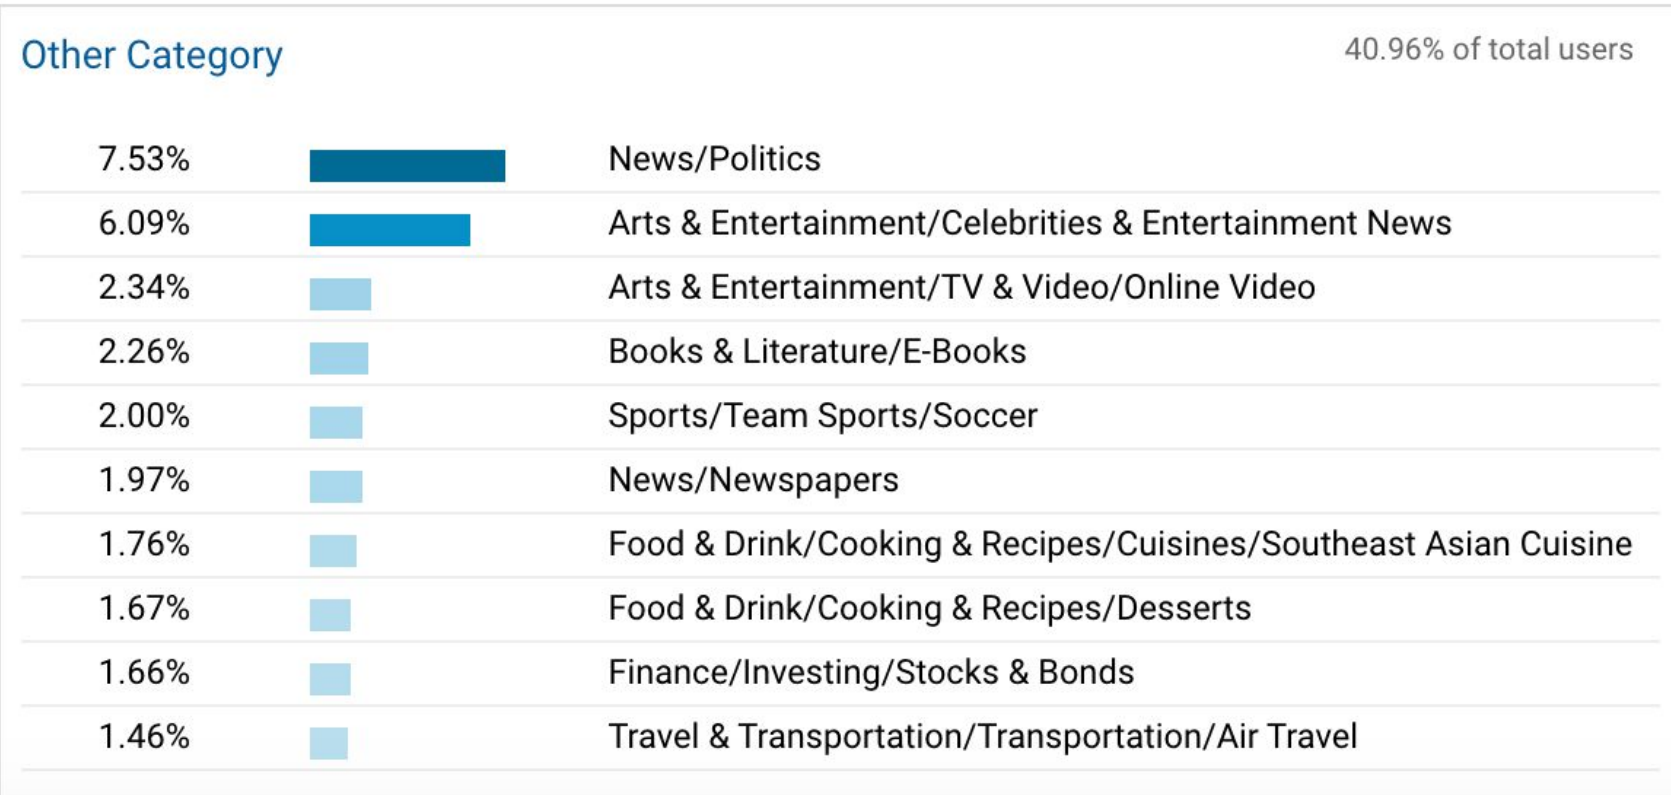 Other Category
40.96% of total users
7.53% News/Politics
6.09% Arts & Entertainment/Celebrities & Entertainment News
2.34% Arts & Entertainment/TV & Video/Online Video
2.26% Books & Literature/E-Books
2.00% Sports/Team Sports/Soccer
1.97% News/Newspapers
1.76% Food & Drink/Cooking & Recipes/Cuisines/Southeast Asian Cuisine
1.67% Food & Drink/Cooking & Recipes/Desserts
1.66% Finance/Investing/Stocks & Bonds
1.46% Travel & Transportation/Transportation/Air Travel